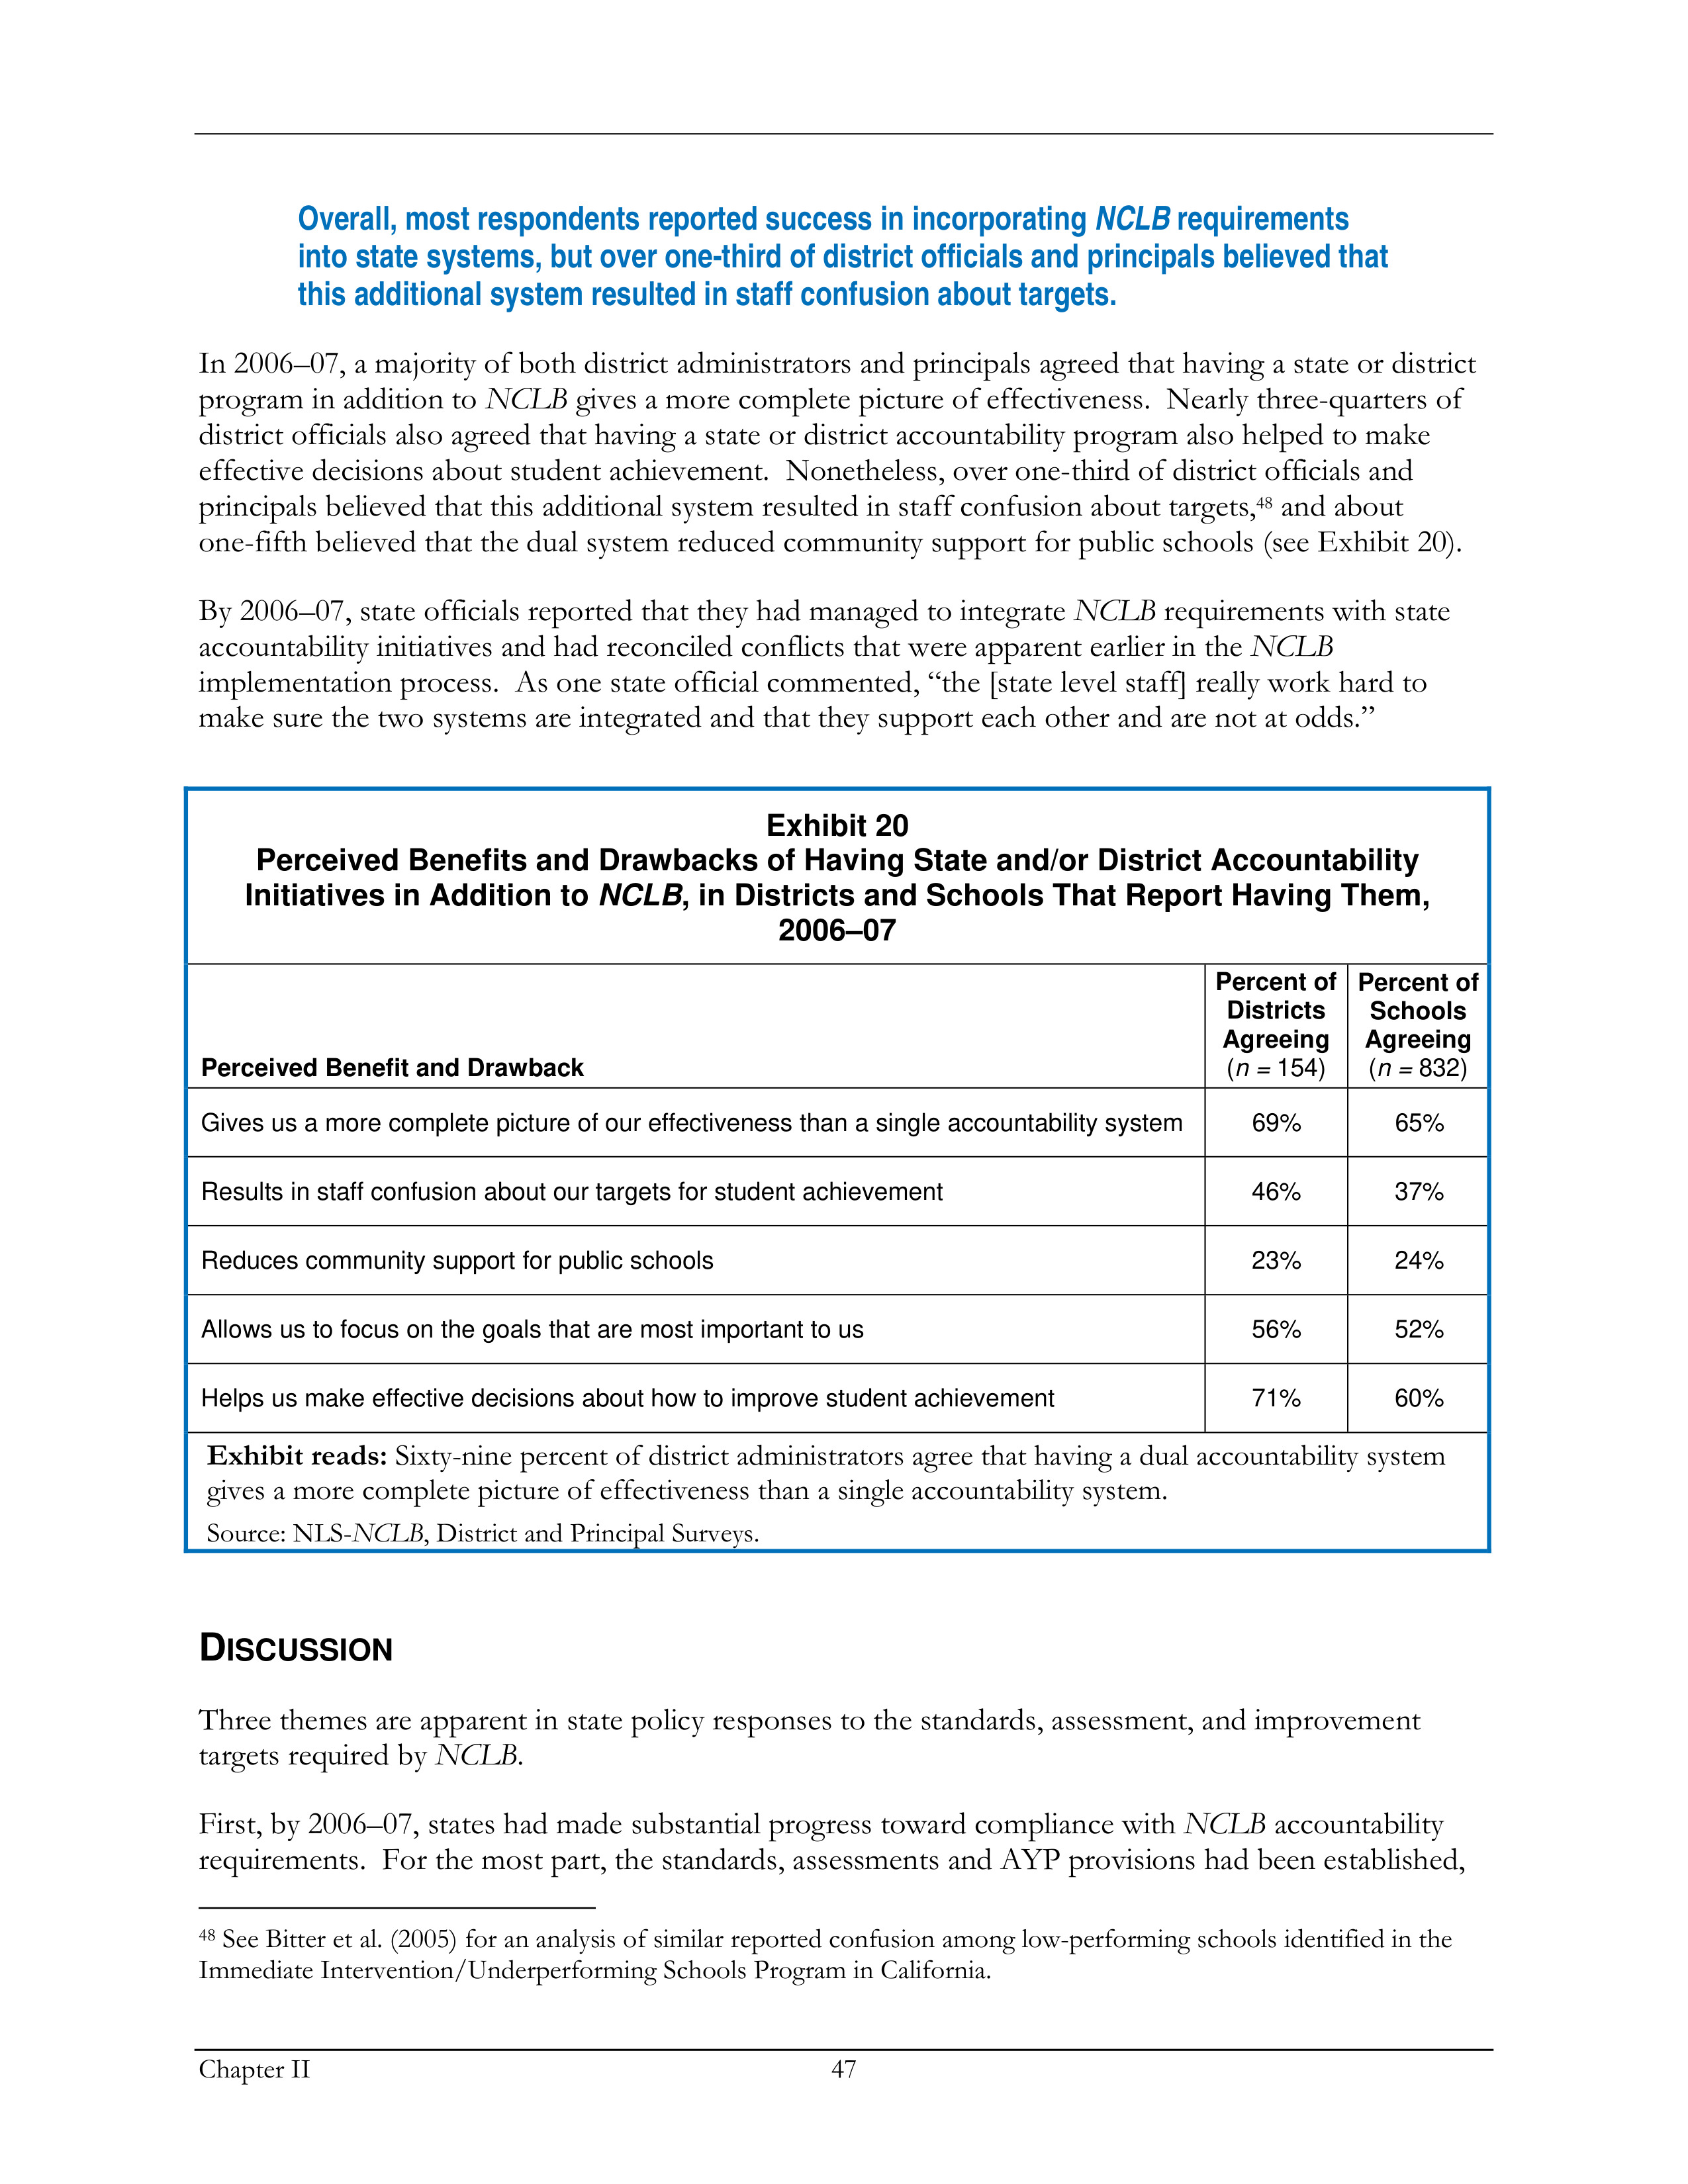 Overall, most respondents reported success in incorporating NCLB requirements
into state systems, but over one-third of district officials and principals believed that
this additional system resulted in staff confusion about targets.
In 2006–07, a majority of both district administrators and principals agreed that having a state or district
program in addition to NCLB gives a more complete picture of effectiveness.  Nearly three-quarters of
district officials also agreed that having a state or district accountability program also helped to make
effective decisions about student achievement.  Nonetheless, over one-third of district officials and
principals believed that this additional system resulted in staff confusion about targets,48 and about
one-fifth believed that the dual system reduced community support for public schools (see Exhibit 20).
By 2006–07, state officials reported that they had managed to integrate NCLB requirements with state
accountability initiatives and had reconciled conflicts that were apparent earlier in the NCLB
implementation process.  As one state official commented, “the [state level staff] really work hard to
make sure the two systems are integrated and that they support each other and are not at odds.”
Exhibit 20
Perceived Benefits and Drawbacks of Having State and/or District Accountability
Initiatives in Addition to NCLB, in Districts and Schools That Report Having Them,
2006–07
Perceived Benefit and Drawback
Percent of
Districts
Agreeing
(n = 154)
Percent of
Schools
Agreeing
(n = 832)
Gives us a more complete picture of our effectiveness than a single accountability system 69% 65%
Results in staff confusion about our targets for student achievement 46% 37%
Reduces community support for public schools 23% 24%
Allows us to focus on the goals that are most important to us 56% 52%
Helps us make effective decisions about how to improve student achievement 71% 60%
Exhibit reads: Sixty-nine percent of district administrators agree that having a dual accountability system
gives a more complete picture of effectiveness than a single accountability system.
Source: NLS-NCLB, District and Principal Surveys.
DISCUSSION
Three themes are apparent in state policy responses to the standards, assessment, and improvement
targets required by NCLB.
First, by 2006–07, states had made substantial progress toward compliance with NCLB accountability
requirements.  For the most part, the standards, assessments and AYP provisions had been established,
48 See Bitter et al. (2005) for an analysis of similar reported confusion among low-performing schools identified in the
Immediate Intervention/Underperforming Schools Program in California.
Chapter II 47